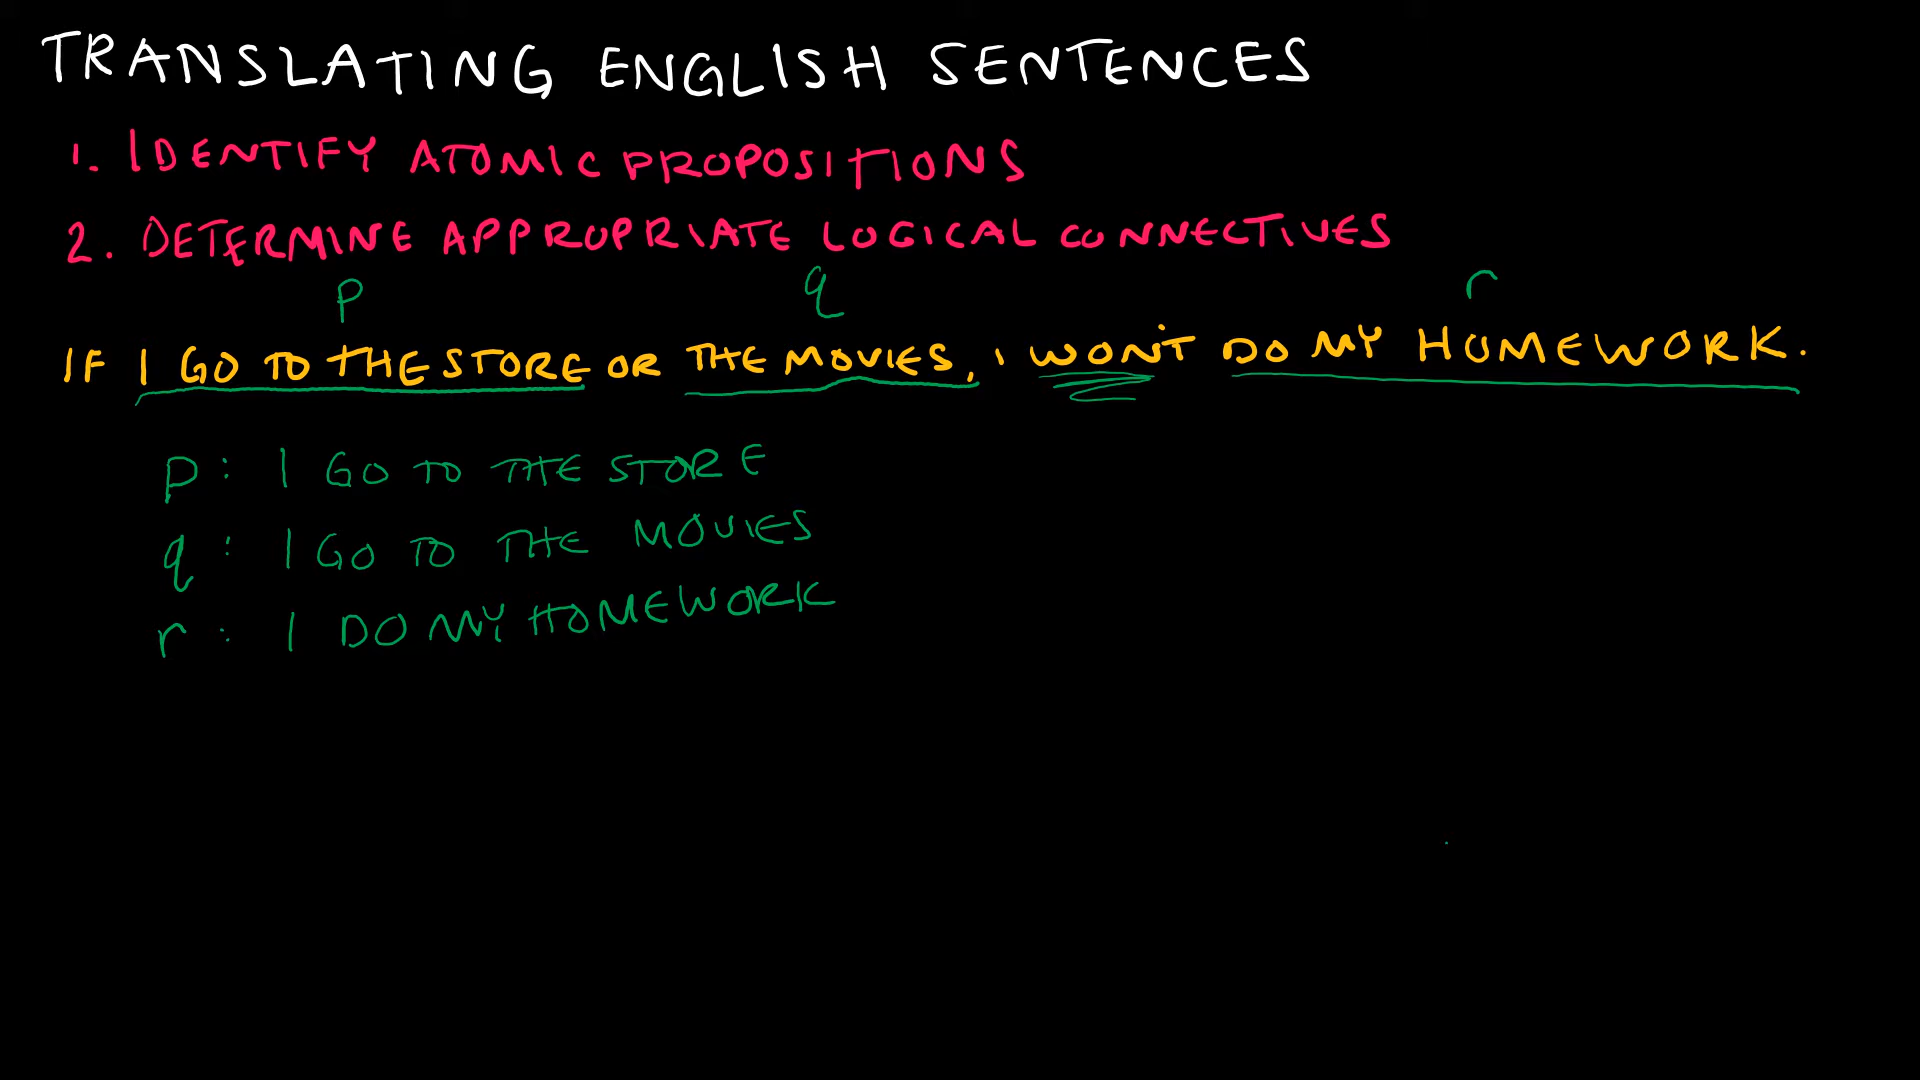 TRANSLATING ENGLISH SENTENCES
1. IDENTIFY ATOMIC PROPOSITIONS
2. DETERMINE APPROPRIATE LOGICAL CONNECTIVES
p q r
IF I GO TO THE STORE OR THE MOVIES, I WON'T DO MY HOMEWORK.
p: I GO TO THE STORE
q: I GO TO THE MOVIES
r: I DO MY HOMEWORK